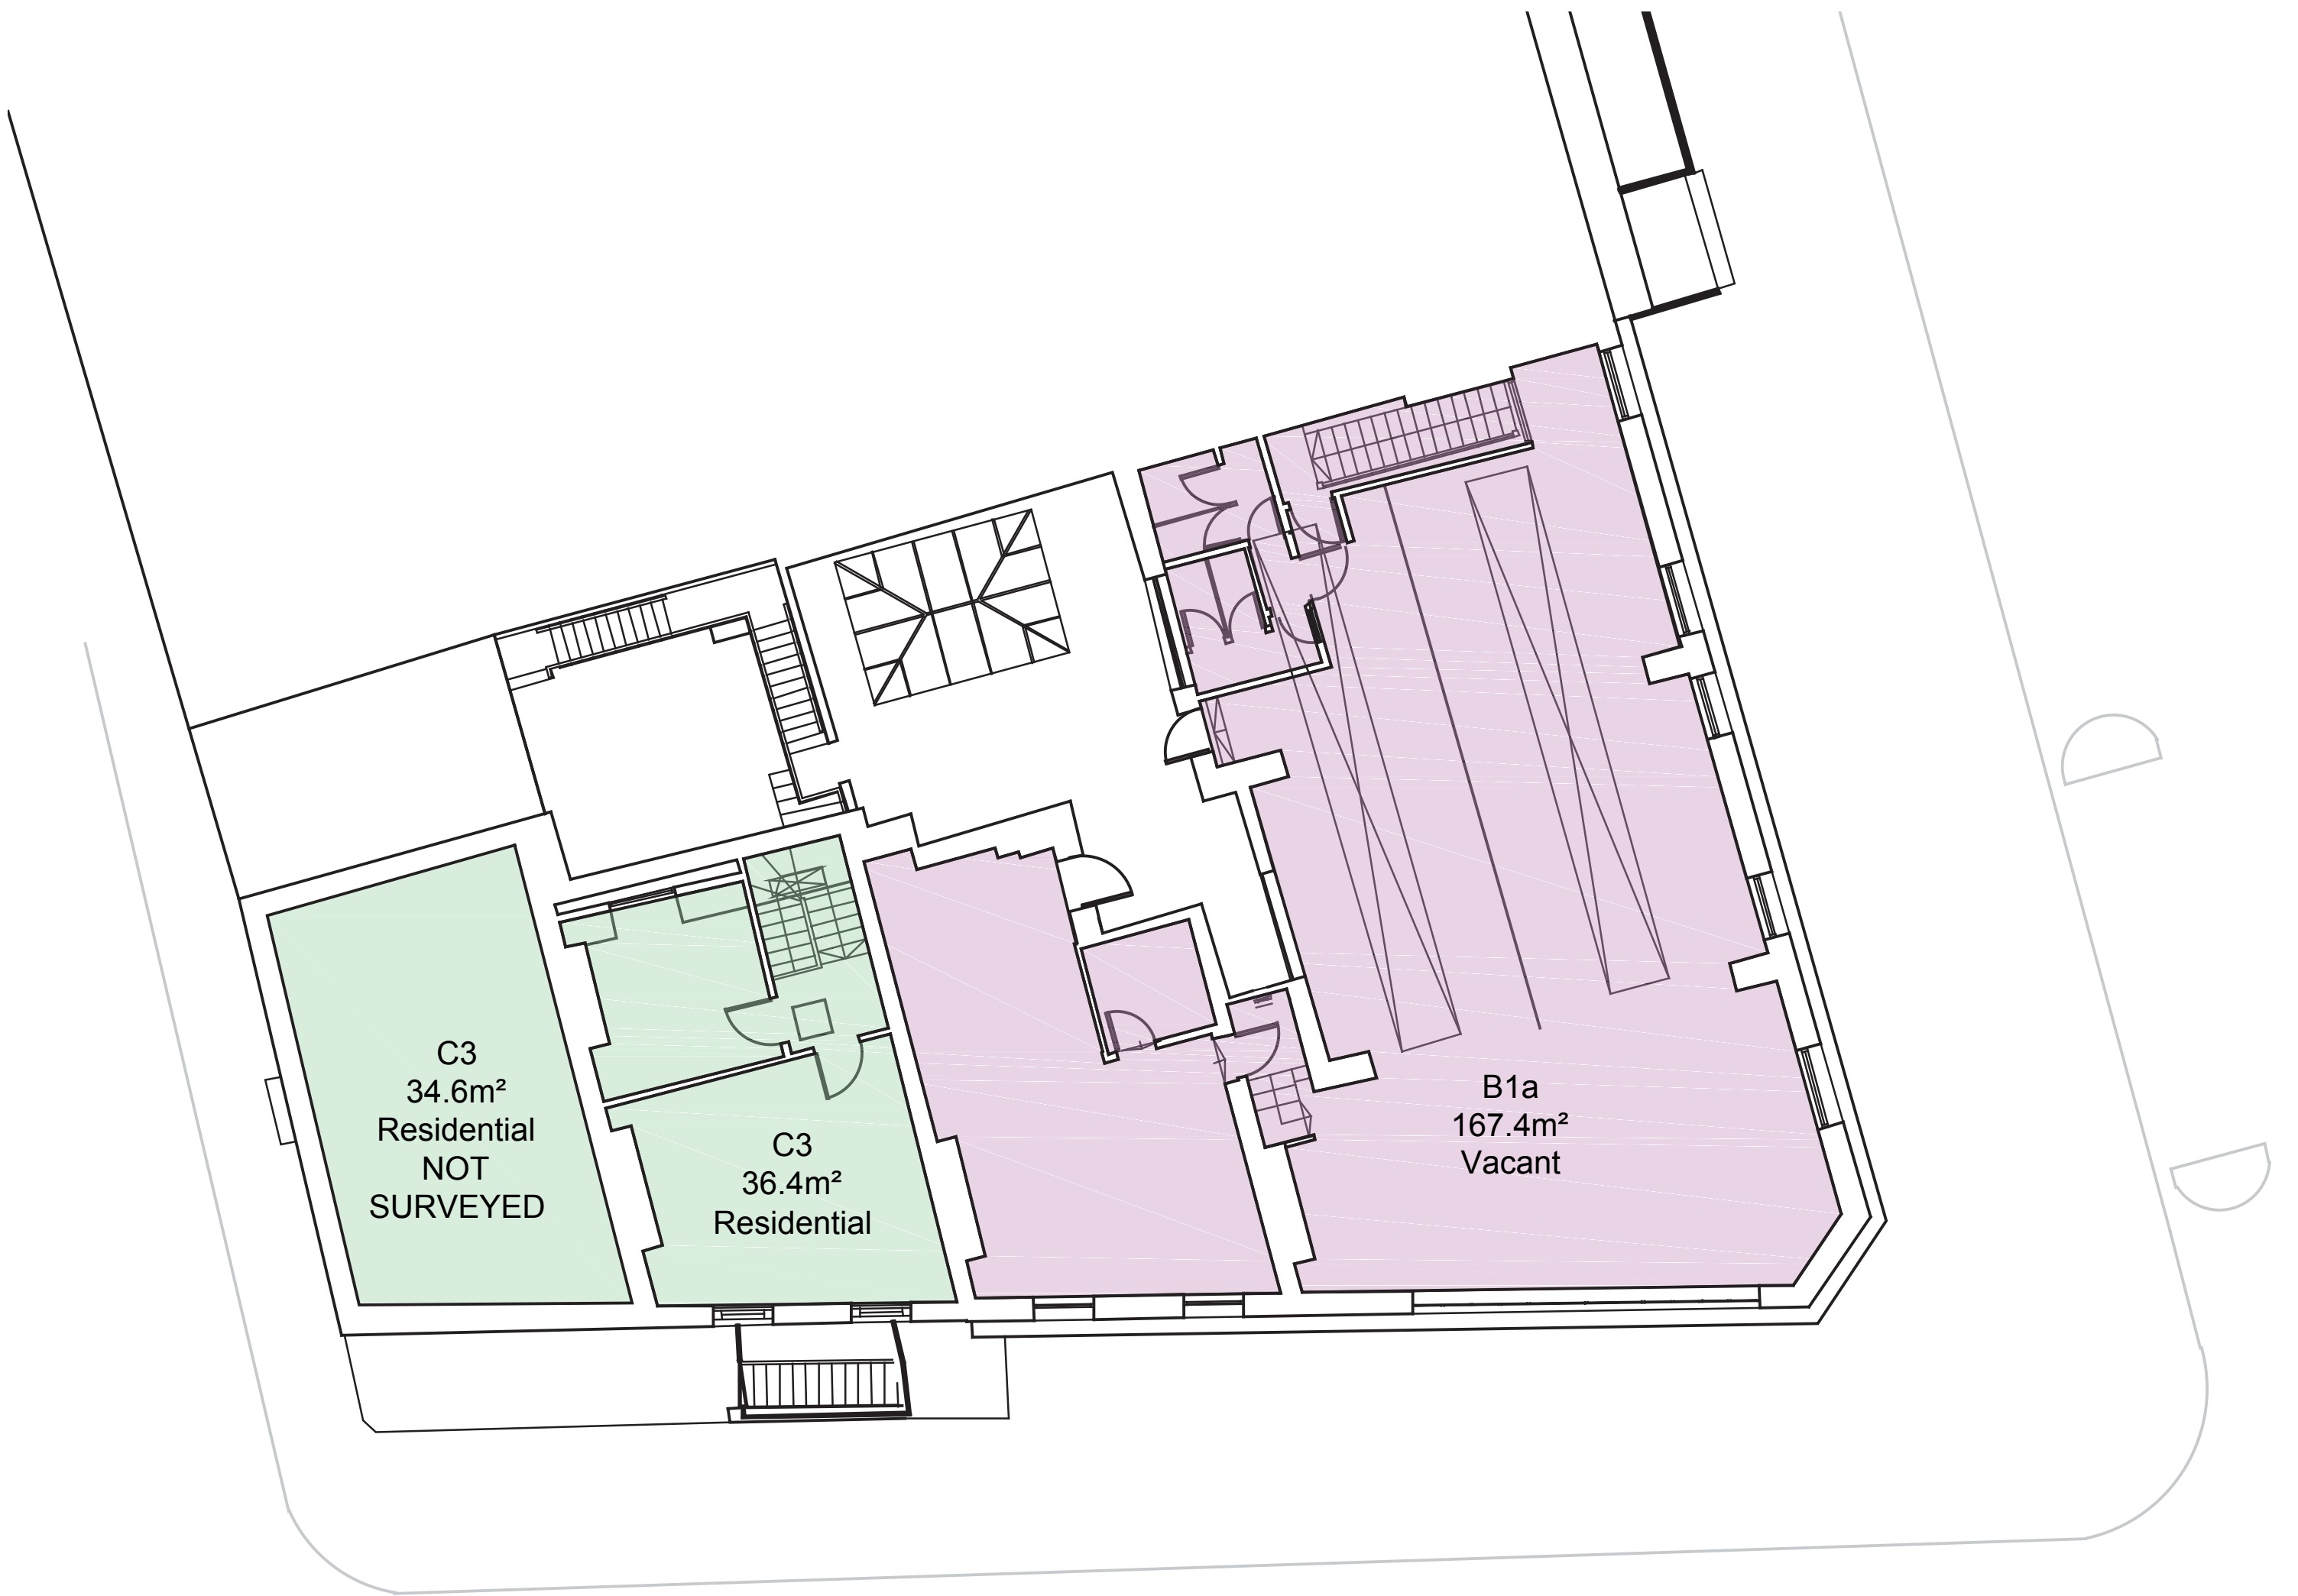 C3
34.6m²
Residential
NOT
SURVEYED
C3
36.4m²
Residential
B1a
167.4m²
Vacant